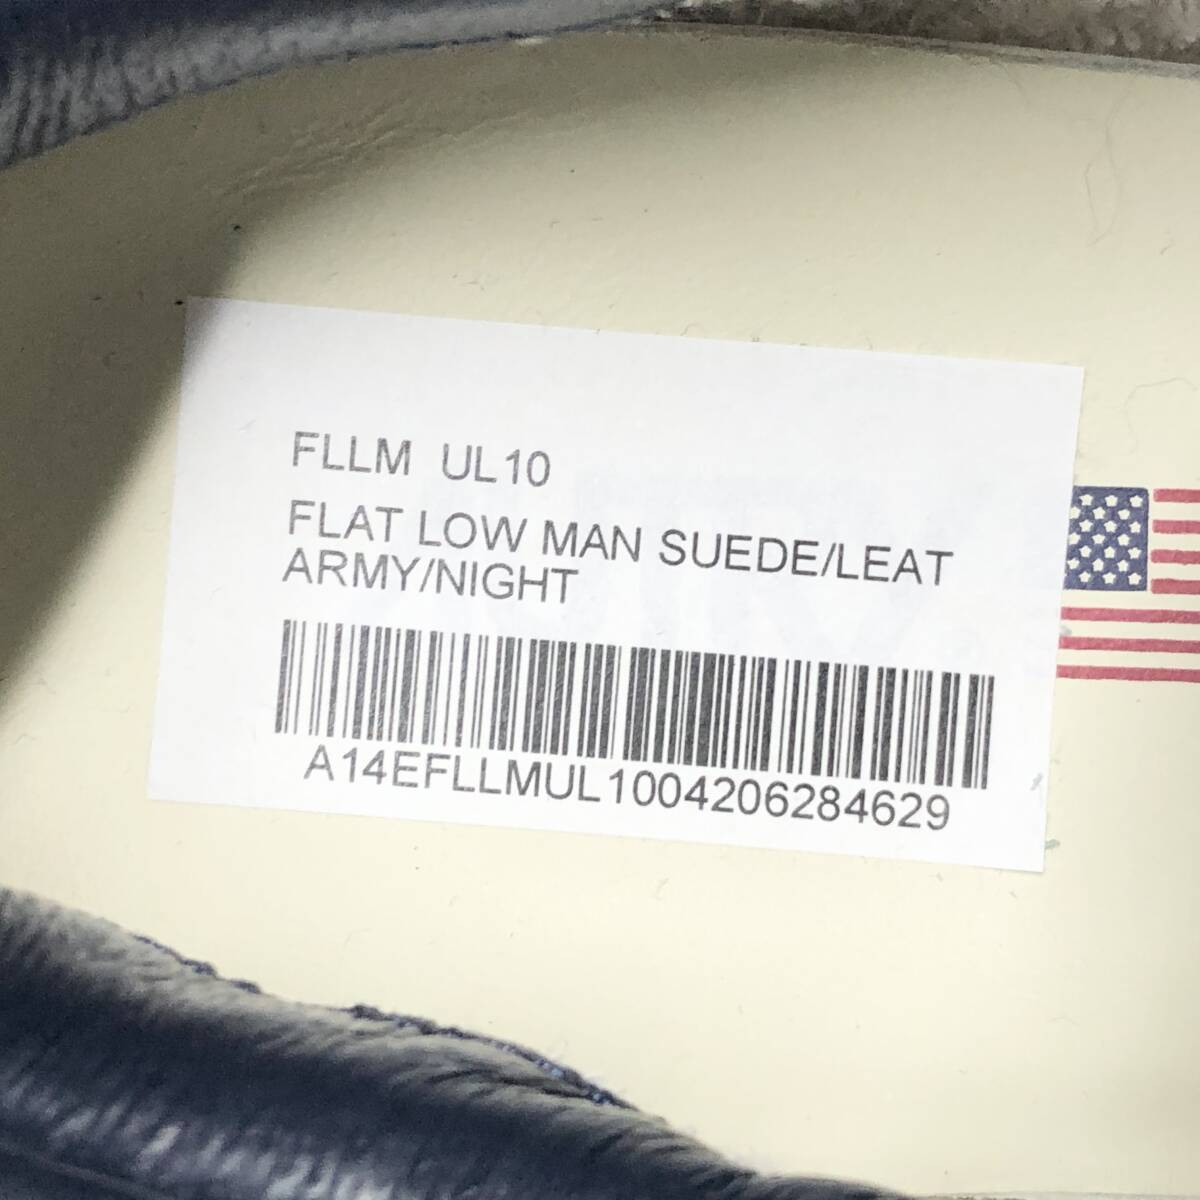 FLLM UL10
FLAT LOW MAN SUEDE/LEAT
ARMY/NIGHT
A14EFLLMUL1004206284629